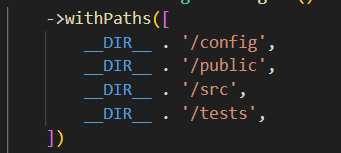 ->withPaths([
__DIR__ . '/config',
__DIR__ . '/public',
__DIR__ . '/src',
__DIR__ . '/tests',
])